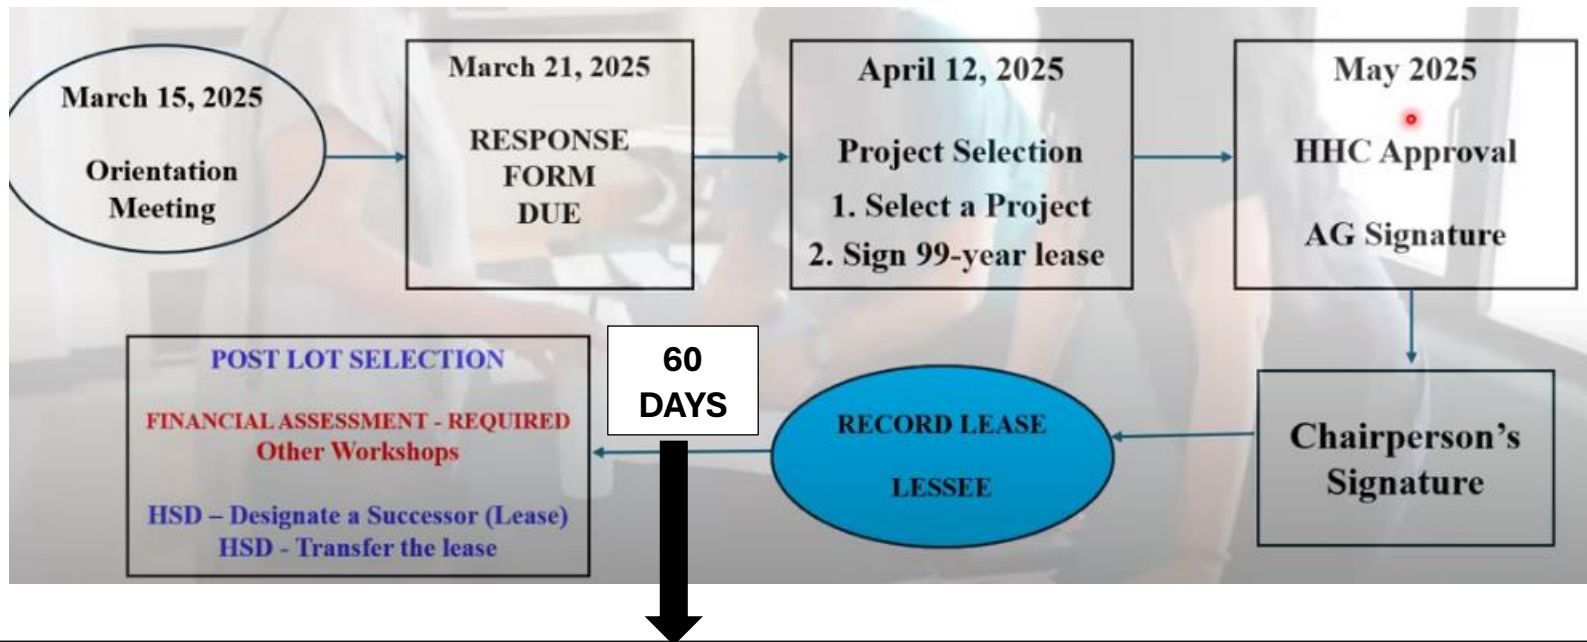 March 15, 2025
Orientation
Meeting
March 21, 2025
RESPONSE
FORM
DUE
April 12, 2025
Project Selection
1. Select a Project
2. Sign 99-year lease
May 2025
HHC Approval
AG Signature
Chairperson's
Signature
RECORD LEASE
LESSEE
60
DAYS
POST LOT SELECTION
FINANCIAL ASSESSMENT - REQUIRED
Other Workshops
HSD – Designate a Successor (Lease)
HSD - Transfer the lease